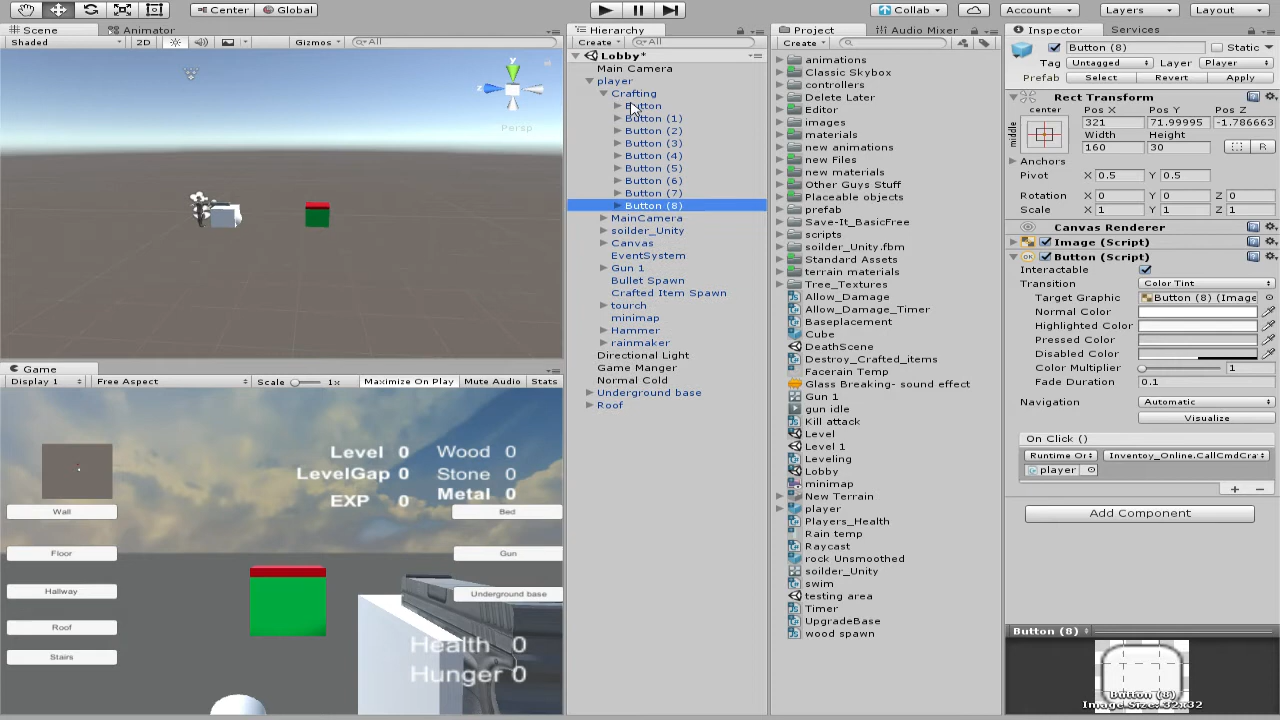 Center Global Collab Account Layers Layout
Scene Animator
Shaded 2D Gizmos All
y
z
Persp
Game
Display 1 Free Aspect Scale 1x Maximize On Play Mute Audio Stats
Level 0 Wood 0
LevelGap 0 Stone 0
EXP 0 Metal 0
Wall Bed
Floor Gun
Hallway Underground base
Roof
Stairs
Health 0
Hunger 0
Hierarchy
Create All
Lobby*
Main Camera
player
Crafting
Button
Button (1)
Button (2)
Button (3)
Button (4)
Button (5)
Button (6)
Button (7)
Button (8)
MainCamera
soilder_Unity
Canvas
EventSystem
Gun 1
Bullet Spawn
Crafted Item Spawn
tourch
minimap
Hammer
rainmaker
Directional Light
Game Manger
Normal Cold
Underground base
Roof
Project Audio Mixer
Create
animations
Classic Skybox
controllers
Delete Later
Editor
images
materials
new animations
new Files
new materials
Other Guys Stuff
Placeable objects
prefab
Save-It_BasicFree
scripts
soilder_Unity.fbm
Standard Assets
terrain materials
Tree_Textures
Allow_Damage
Allow_Damage_Timer
Baseplacement
Cube
DeathScene
Destroy_Crafted_items
Facerain Temp
Glass Breaking- sound effect
Gun 1
gun idle
Kill attack
Level
Level 1
Leveling
Lobby
minimap
New Terrain
player
Players_Health
Rain temp
Raycast
rock Unsmoothed
soilder_Unity
swim
testing area
Timer
UpgradeBase
wood spawn
Inspector Services
Button (8) Static
Tag Untagged Layer Player
Prefab Select Revert Apply
Rect Transform
center Pos X Pos Y Pos Z
middle 321 71.99995 -1.786663
Width Height
160 30 R
Anchors
Pivot X 0.5 Y 0.5
Rotation X 0 Y 0 Z 0
Scale X 1 Y 1 Z 1
Canvas Renderer
Image (Script)
Button (Script)
Interactable
Transition Color Tint
Target Graphic Button (8) (Image
Normal Color
Highlighted Color
Pressed Color
Disabled Color
Color Multiplier 1
Fade Duration 0.1
Navigation Automatic
Visualize
On Click ()
Runtime Or Inventoy_Online.CallCmdCra
player
Add Component
Button (8)
Button (8)
Image Size: 32x32